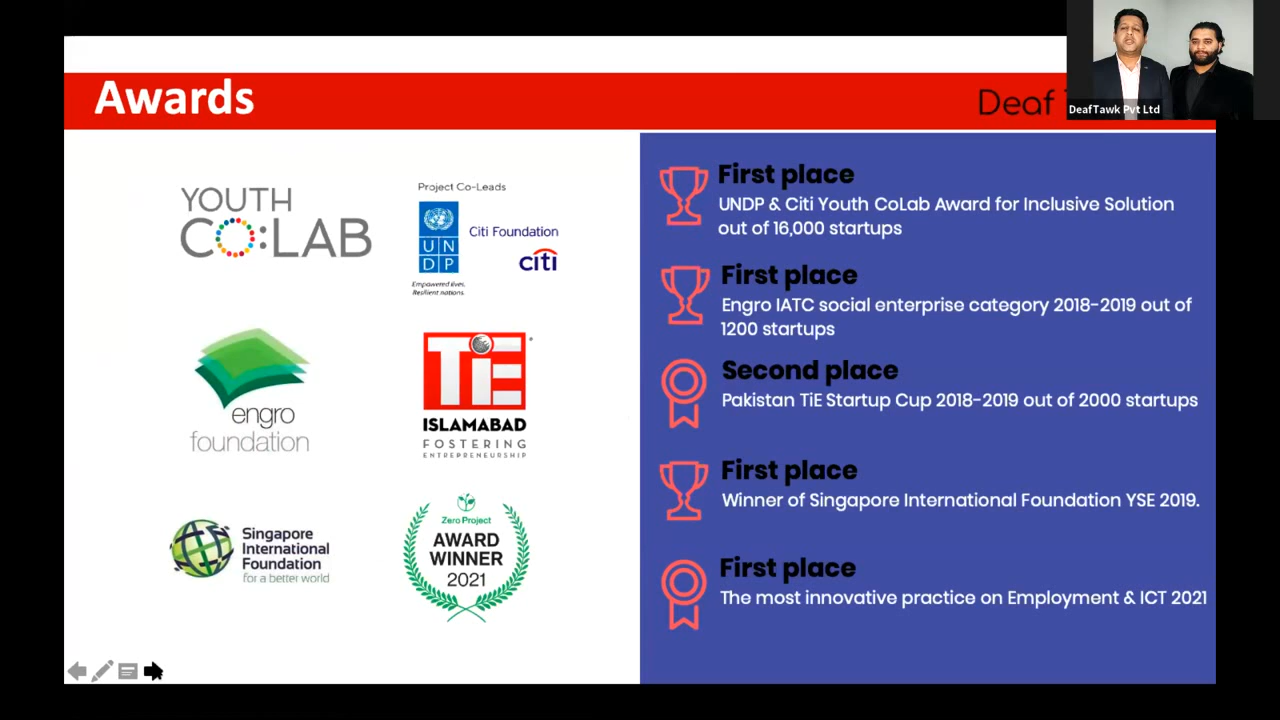 Awards
Deaf
DeafTawk Pvt Ltd
YOUTH
CO:LAB
Project Co-Leads
UN
DP
Empowered lives.
Resilient nations.
Citi Foundation
citi
engro
foundation
TiE
ISLAMABAD
FOSTERING
ENTREPRENEURSHIP
Singapore
International
Foundation
for a better world
Zero Project
AWARD
WINNER
2021
First place
UNDP & Citi Youth CoLab Award for Inclusive Solution
out of 16,000 startups
First place
Engro IATC social enterprise category 2018-2019 out of
1200 startups
Second place
Pakistan TiE Startup Cup 2018-2019 out of 2000 startups
First place
Winner of Singapore International Foundation YSE 2019.
First place
The most innovative practice on Employment & ICT 2021